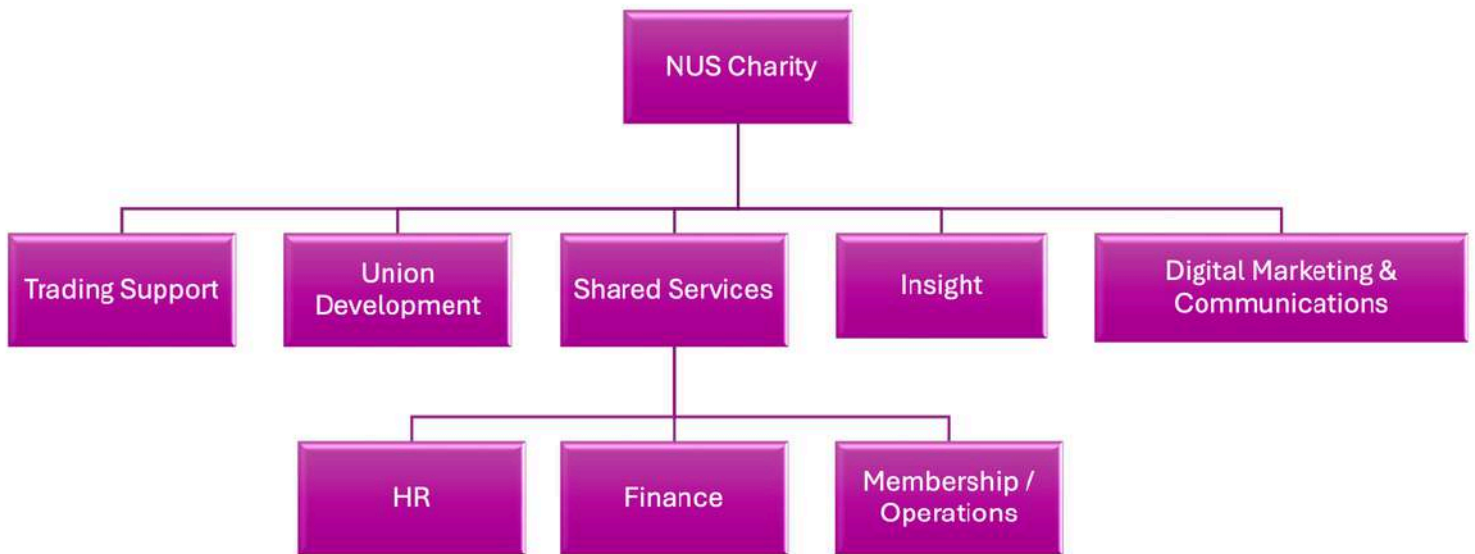 NUS Charity
Trading Support
Union
Development
Shared Services
Insight
Digital Marketing &
Communications
HR
Finance
Membership /
Operations